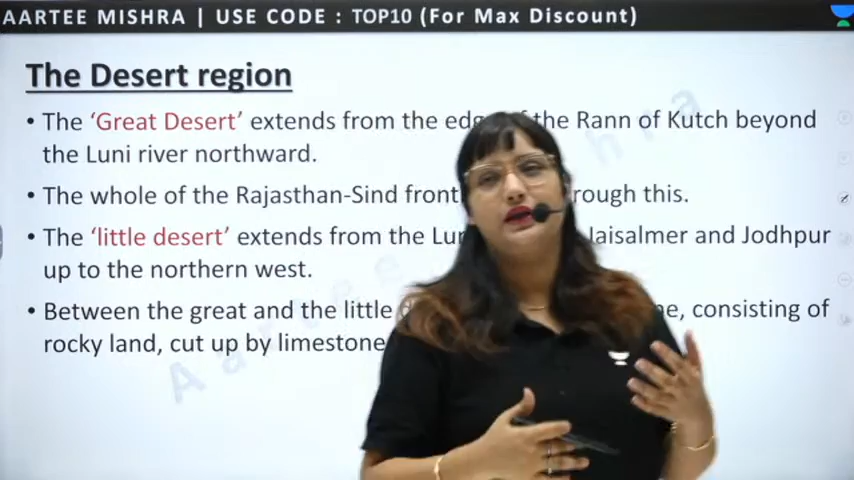 AARTEE MISHRA | USE CODE : TOP10 (For Max Discount)
The Desert region
• The ‘Great Desert’ extends from the edge of the Rann of Kutch beyond
the Luni river northward.
• The whole of the Rajasthan-Sind front rough this.
• The ‘little desert’ extends from the Jaisalmer and Jodhpur
up to the northern west.
• Between the great and the little consisting of
rocky land, cut up by limestone
Aartee Mishra